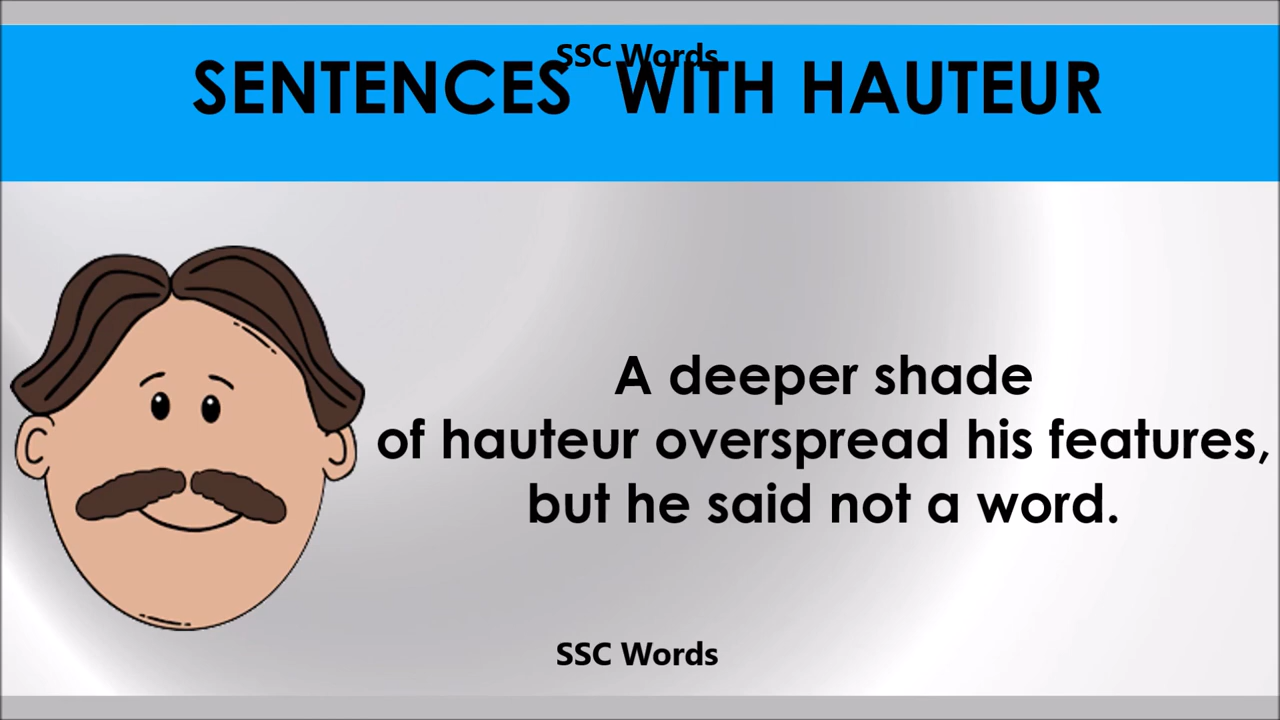 SSC Words
SENTENCES WITH HAUTEUR
A deeper shade
of hauteur overspread his features,
but he said not a word.
SSC Words